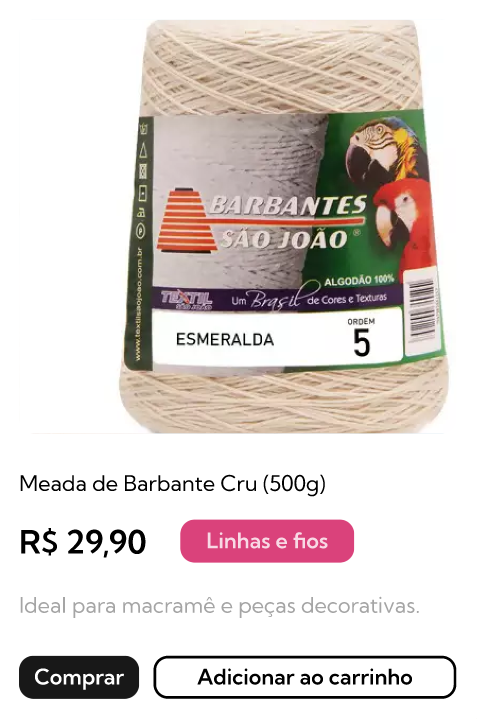 BARBANTES
SÃO JOÃO®
ALGODÃO 100%
TEXTIL
SÃO JOÃO
Um Brasil de Cores e Texturas
www.textilsaojoao.com.br
ORDEM
ESMERALDA 5
Meada de Barbante Cru (500g)
R$ 29,90 Linhas e fios
Ideal para macramê e peças decorativas.
Comprar Adicionar ao carrinho